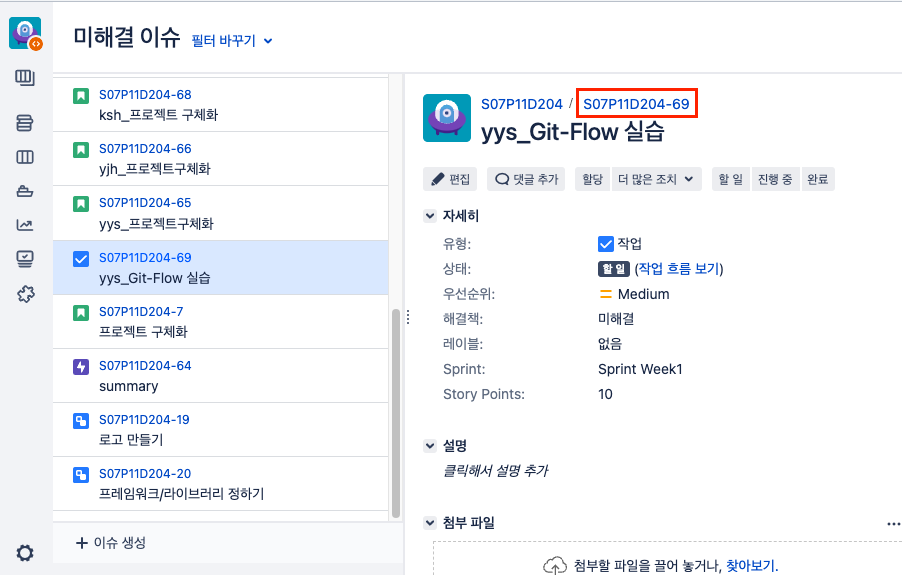 미해결 이슈 필터 바꾸기
S07P11D204-68
ksh_프로젝트 구체화
S07P11D204-66
yjh_프로젝트구체화
S07P11D204-65
yys_프로젝트구체화
S07P11D204-69
yys_Git-Flow 실습
S07P11D204-7
프로젝트 구체화
S07P11D204-64
summary
S07P11D204-19
로고 만들기
S07P11D204-20
프레임워크/라이브러리 정하기
+ 이슈 생성
S07P11D204 / S07P11D204-69
yys_Git-Flow 실습
편집 댓글 추가 할당 더 많은 조치 할 일 진행 중 완료
자세히
유형: 작업
상태: 할 일 (작업 흐름 보기)
우선순위: Medium
해결책: 미해결
레이블: 없음
Sprint: Sprint Week1
Story Points: 10
설명
클릭해서 설명 추가
첨부 파일
첨부할 파일을 끌어 놓거나, 찾아보기.